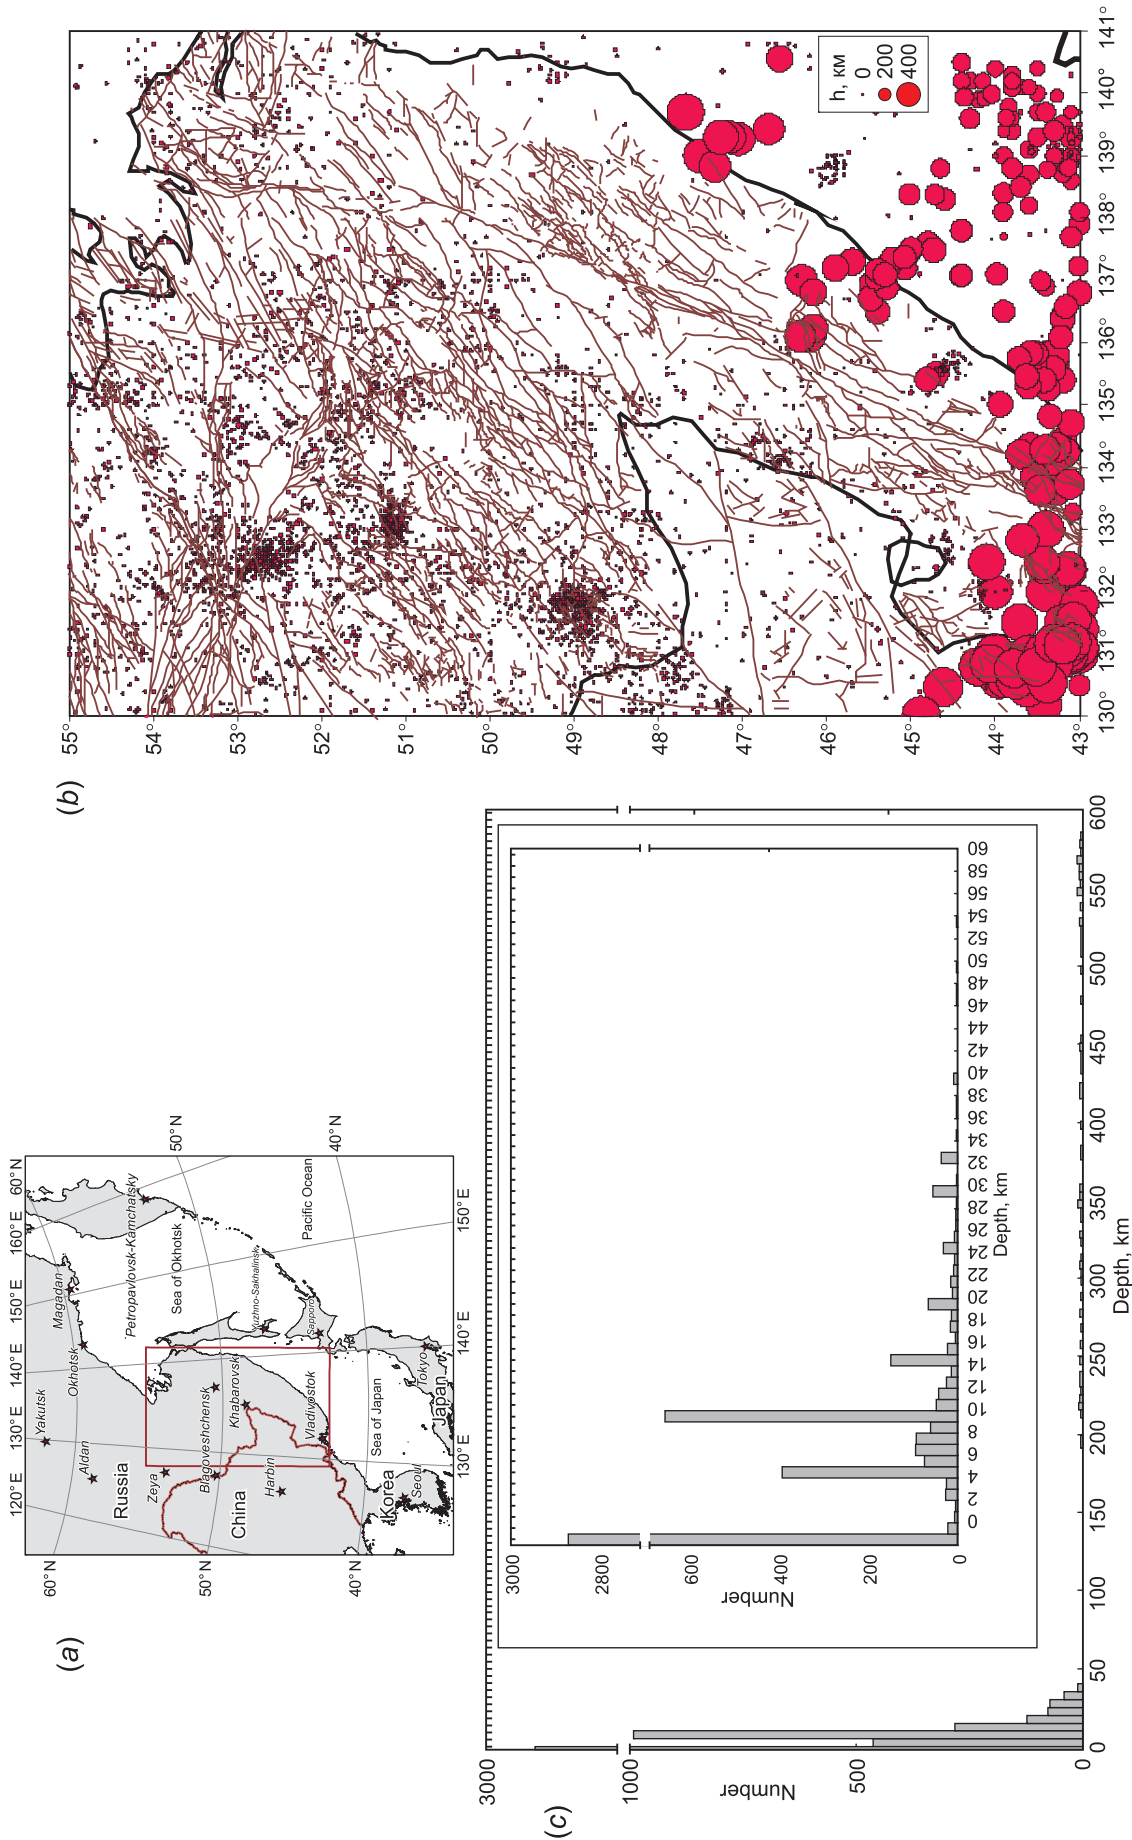 (a)
120° E
130° E
140° E
150° E
160° E
60° N
60° N
50° N
40° N
50° N
40° N
130° E
140° E
150° E
Yakutsk
Aldan
Magadan
Okhotsk
Petropavlovsk-Kamchatsky
Russia
Zeya
Sea of Okhotsk
Blagoveshchensk
Khabarovsk
Yuzhno-Sakhalinsk
China
Harbin
Vladivostok
Sapporo
Pacific Ocean
Sea of Japan
Korea
Seoul
Tokyo
Japan
(b)
55°
54°
53°
52°
51°
50°
49°
48°
47°
46°
45°
44°
43
130°
131°
132°
133°
134°
135°
136°
137°
138°
139°
140°
141°
h, км
0
200
400
(c)
3000
1000
500
0
Number
0
50
100
150
200
250
300
350
400
450
500
550
600
Depth, km
3000
2800
600
400
200
0
Number
0
2
4
6
8
10
12
14
16
18
20
22
24
26
28
30
32
34
36
38
40
42
44
46
48
50
52
54
56
58
60
Depth, km